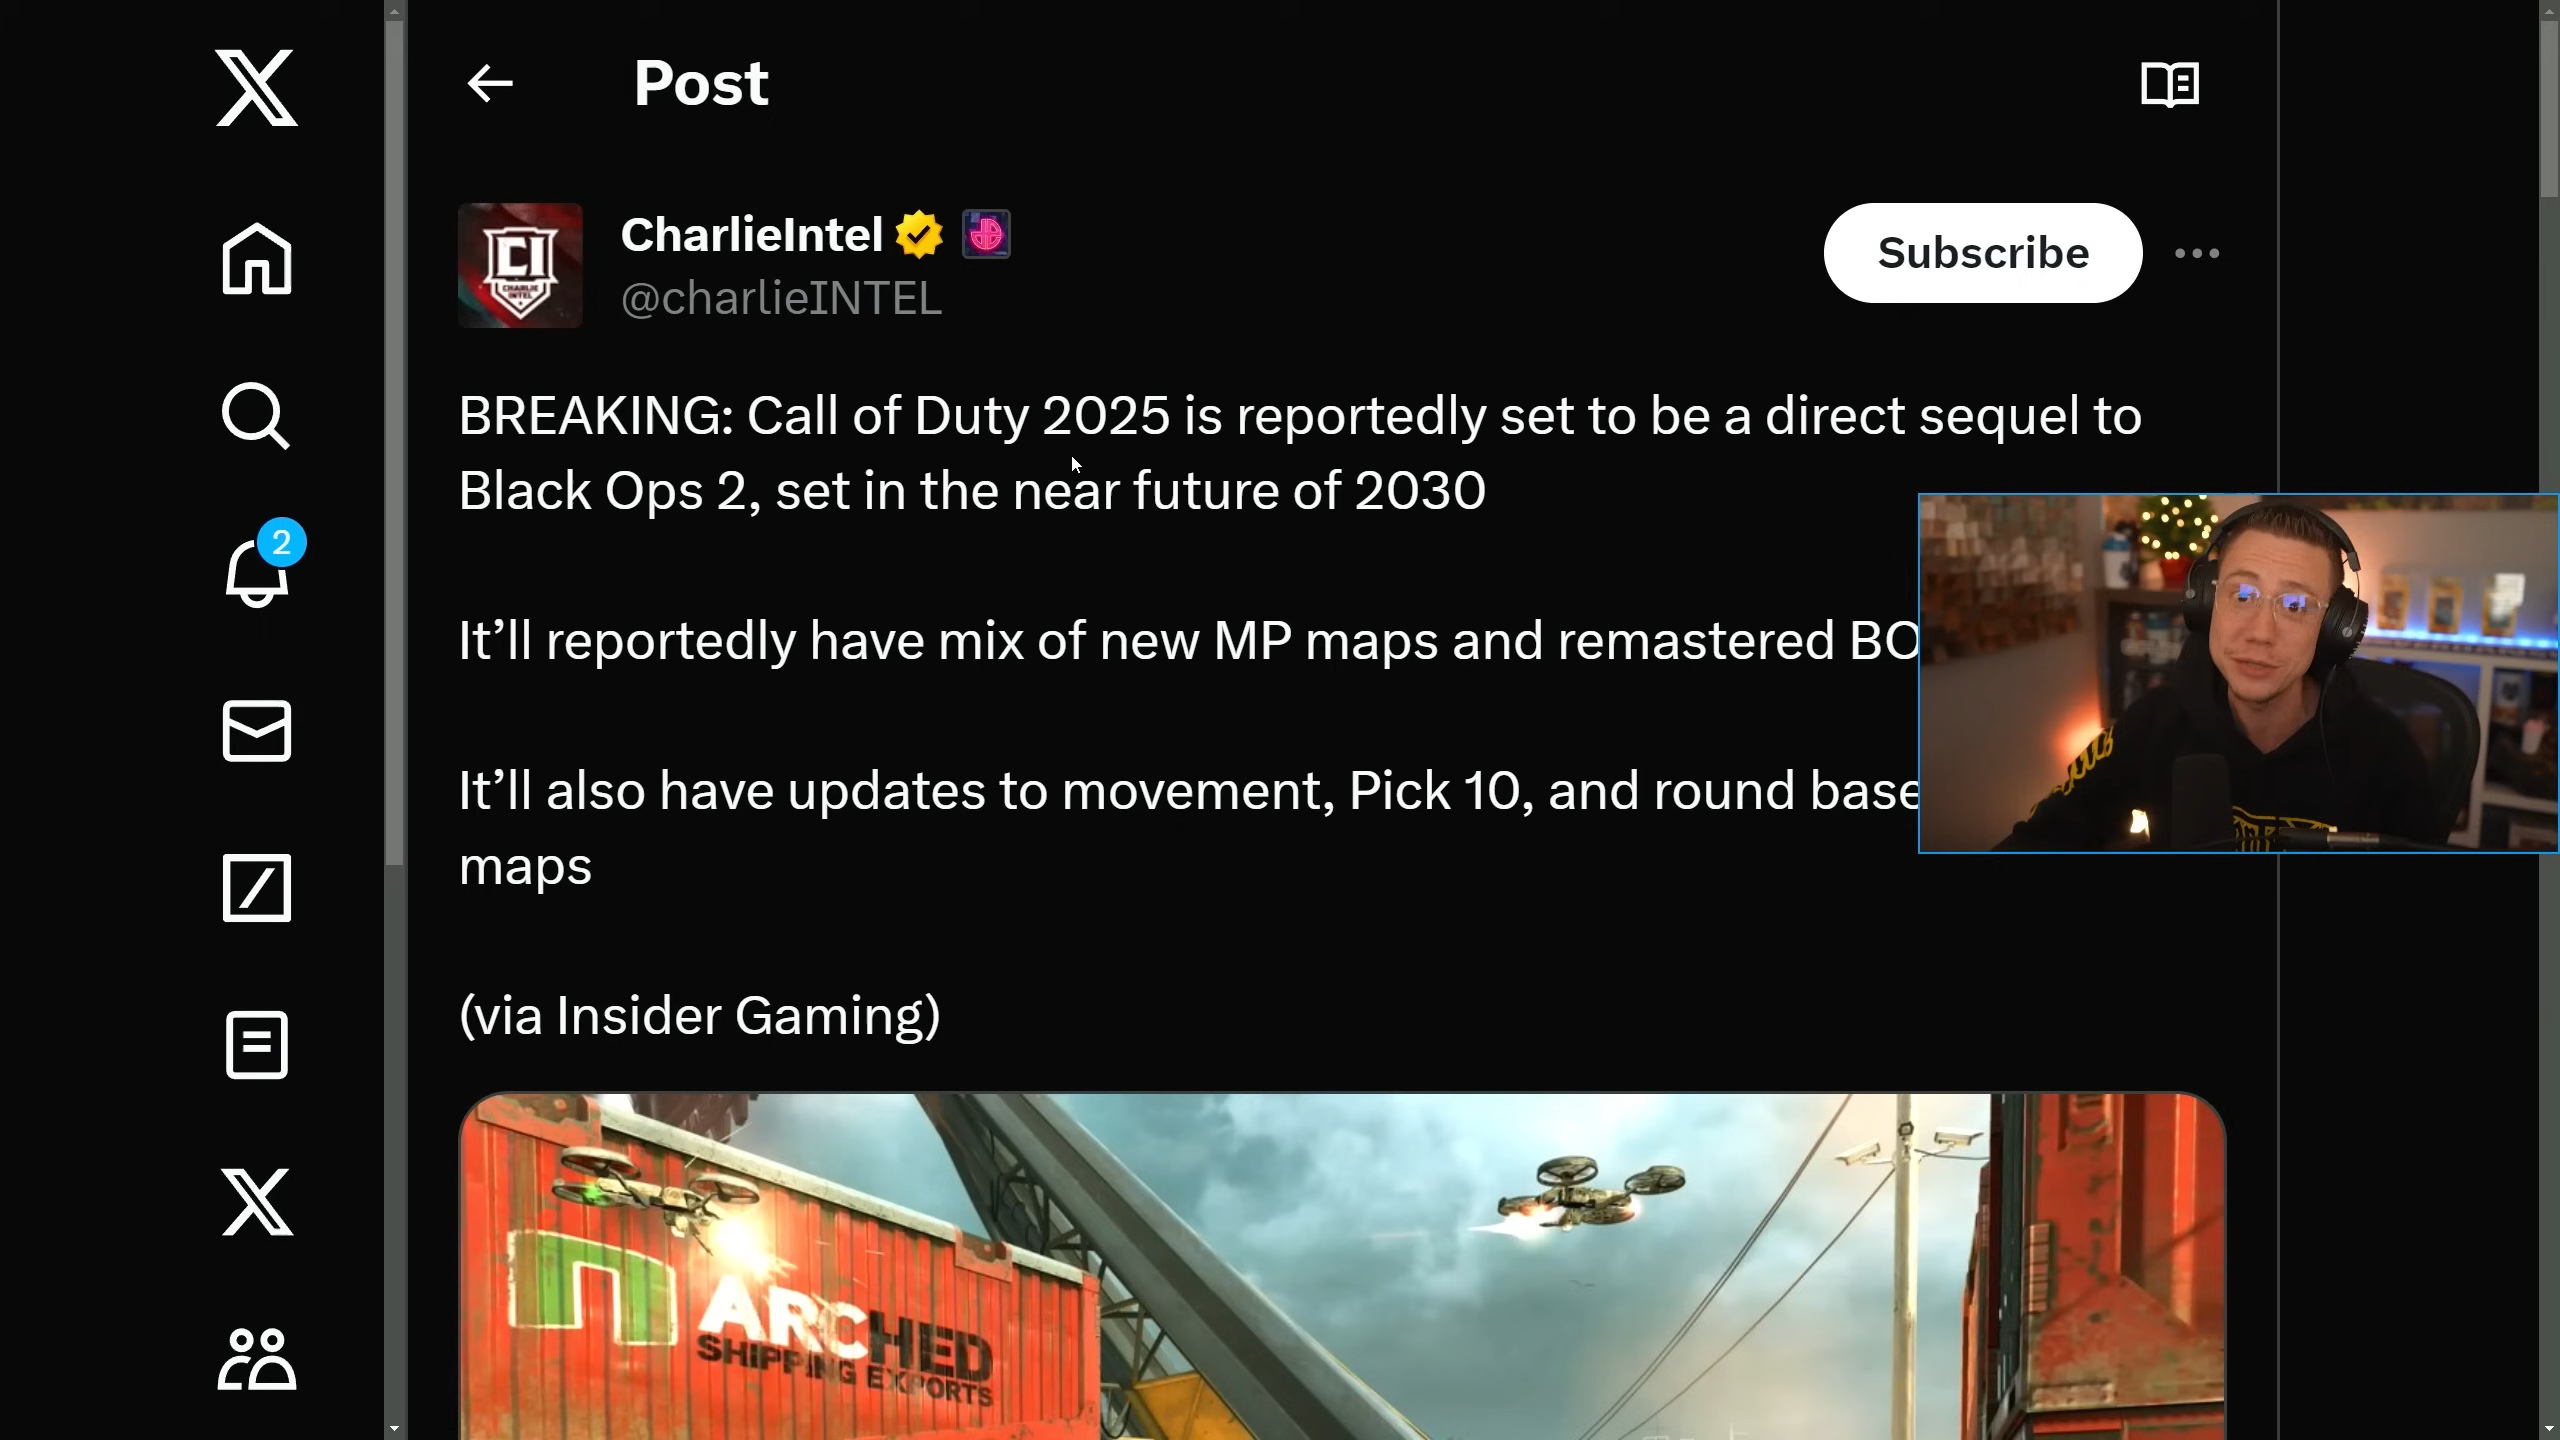 Post
CharlieIntel
@charlieINTEL
Subscribe
BREAKING: Call of Duty 2025 is reportedly set to be a direct sequel to
Black Ops 2, set in the near future of 2030
2
It’ll reportedly have mix of new MP maps and remastered BO
It’ll also have updates to movement, Pick 10, and round base
maps
(via Insider Gaming)
CI
CHARLIE
INTEL
ARCHED
SHIPPING EXPORTS